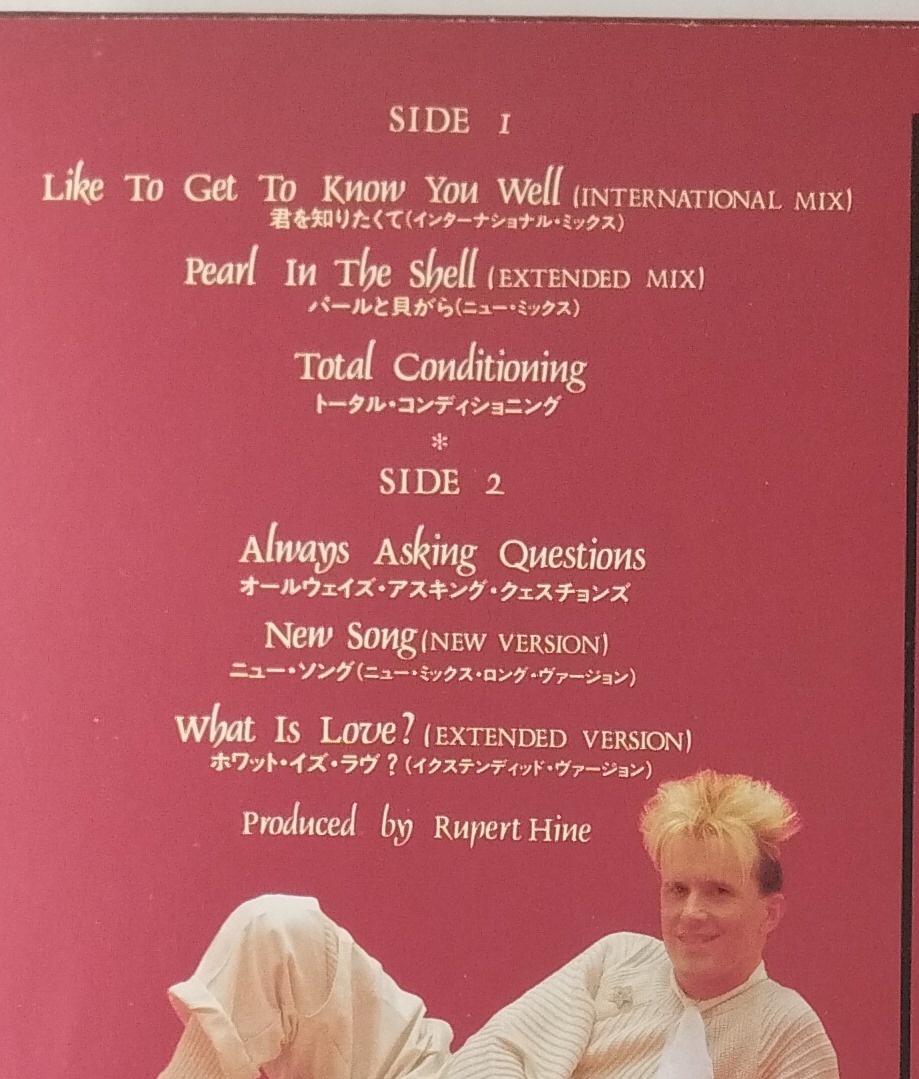 SIDE 1
Like To Get To Know You Well (INTERNATIONAL MIX)
君を知りたくて(インターナショナル・ミックス)
Pearl In The Shell (EXTENDED MIX)
パールと貝がら(ニュー・ミックス)
Total Conditioning
トータル・コンディショニング
*
SIDE 2
Always Asking Questions
オールウェイズ・アスキング・クェスチョンズ
New Song (NEW VERSION)
ニュー・ソング(ニュー・ミックス・ロング・ヴァージョン)
What Is Love? (EXTENDED VERSION)
ホワット・イズ・ラヴ?(イクステンディッド・ヴァージョン)
Produced by Rupert Hine